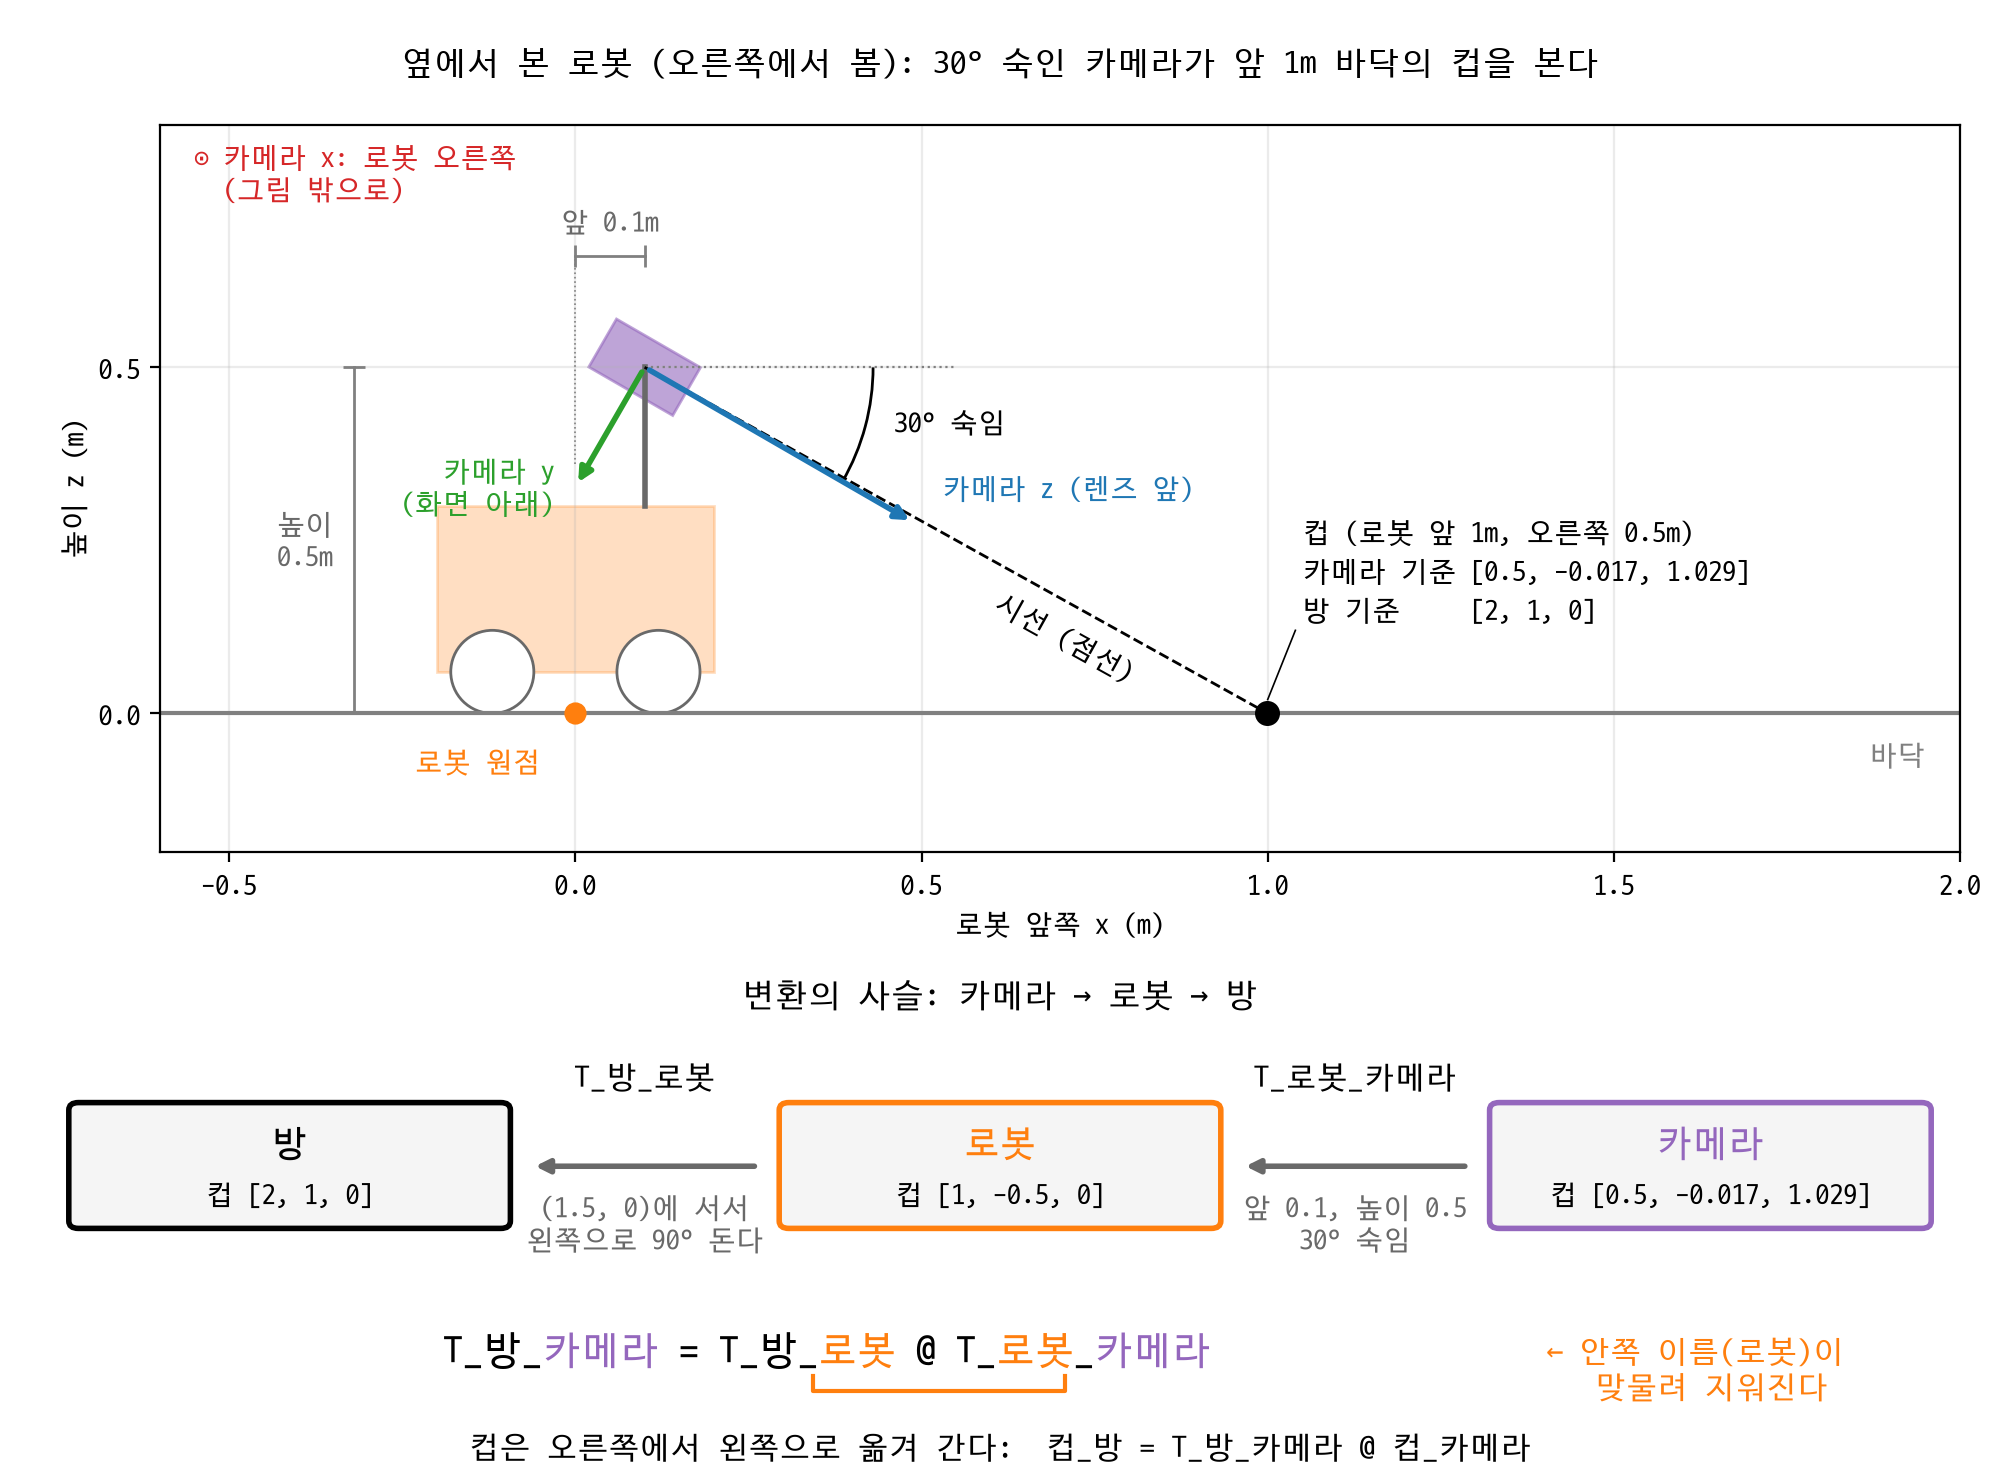 옆에서 본 로봇 (오른쪽에서 봄): 30° 숙인 카메라가 앞 1m 바닥의 컵을 본다
⊙ 카메라 x: 로봇 오른쪽
(그림 밖으로)
앞 0.1m
0.5
30° 숙임
카메라 y
(화면 아래)
카메라 z (렌즈 앞)
높이 z (m)
높이
0.5m
컵 (로봇 앞 1m, 오른쪽 0.5m)
카메라 기준 [0.5, -0.017, 1.029]
방 기준 [2, 1, 0]
시선 (점선)
0.0
로봇 원점
바닥
-0.5 0.0 0.5 1.0 1.5 2.0
로봇 앞쪽 x (m)
변환의 사슬: 카메라 → 로봇 → 방
T_방_로봇 T_로봇_카메라
방 로봇 카메라
컵 [2, 1, 0] 컵 [1, -0.5, 0] 컵 [0.5, -0.017, 1.029]
(1.5, 0)에 서서 앞 0.1, 높이 0.5
왼쪽으로 90° 돈다 30° 숙임
T_방_카메라 = T_방_로봇 @ T_로봇_카메라
← 안쪽 이름(로봇)이
맞물려 지워진다
컵은 오른쪽에서 왼쪽으로 옮겨 간다: 컵_방 = T_방_카메라 @ 컵_카메라